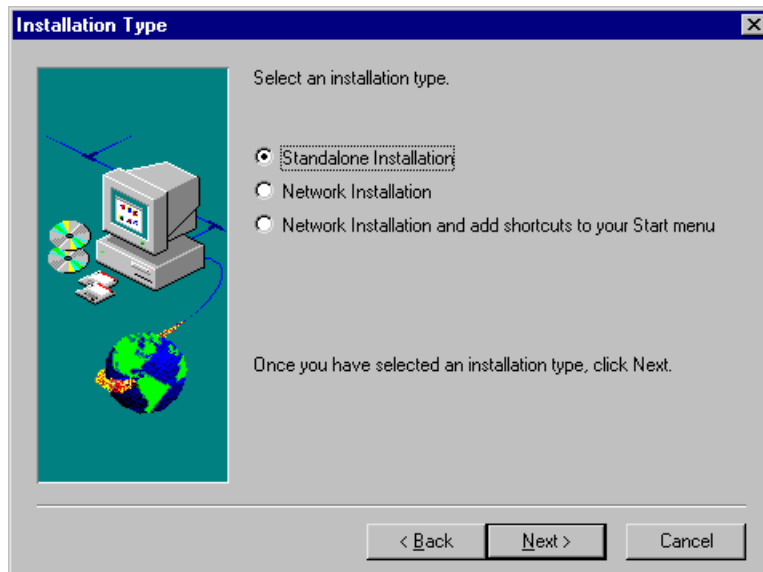 Installation Type
Select an installation type.
Standalone Installation
Network Installation
Network Installation and add shortcuts to your Start menu
Once you have selected an installation type, click Next.
< Back
Next >
Cancel